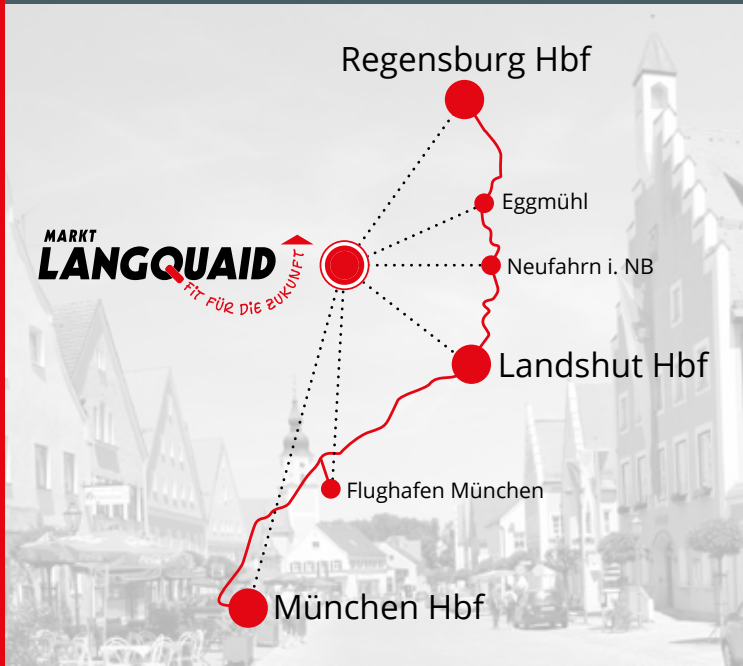 Regensburg Hbf
Eggmühl
MARKT
LANGQUAID
FiT FÜR DiE ZUKUNFT
Neufahrn i. NB
Landshut Hbf
Flughafen München
München Hbf